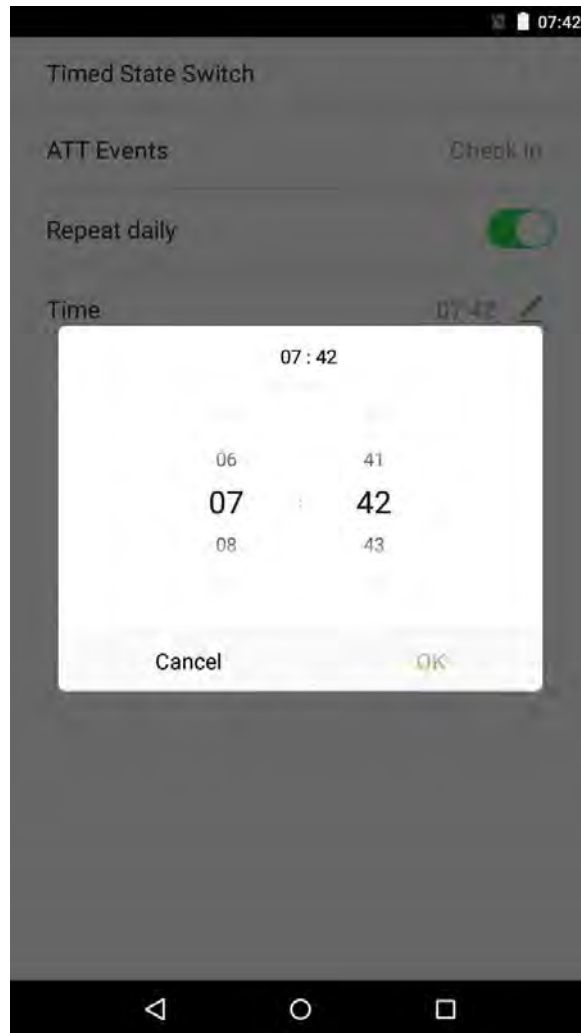 07:42
Timed State Switch
ATT Events Check In
Repeat daily
Time 07:42
07 : 42
06 41
07 : 42
08 43
Cancel OK